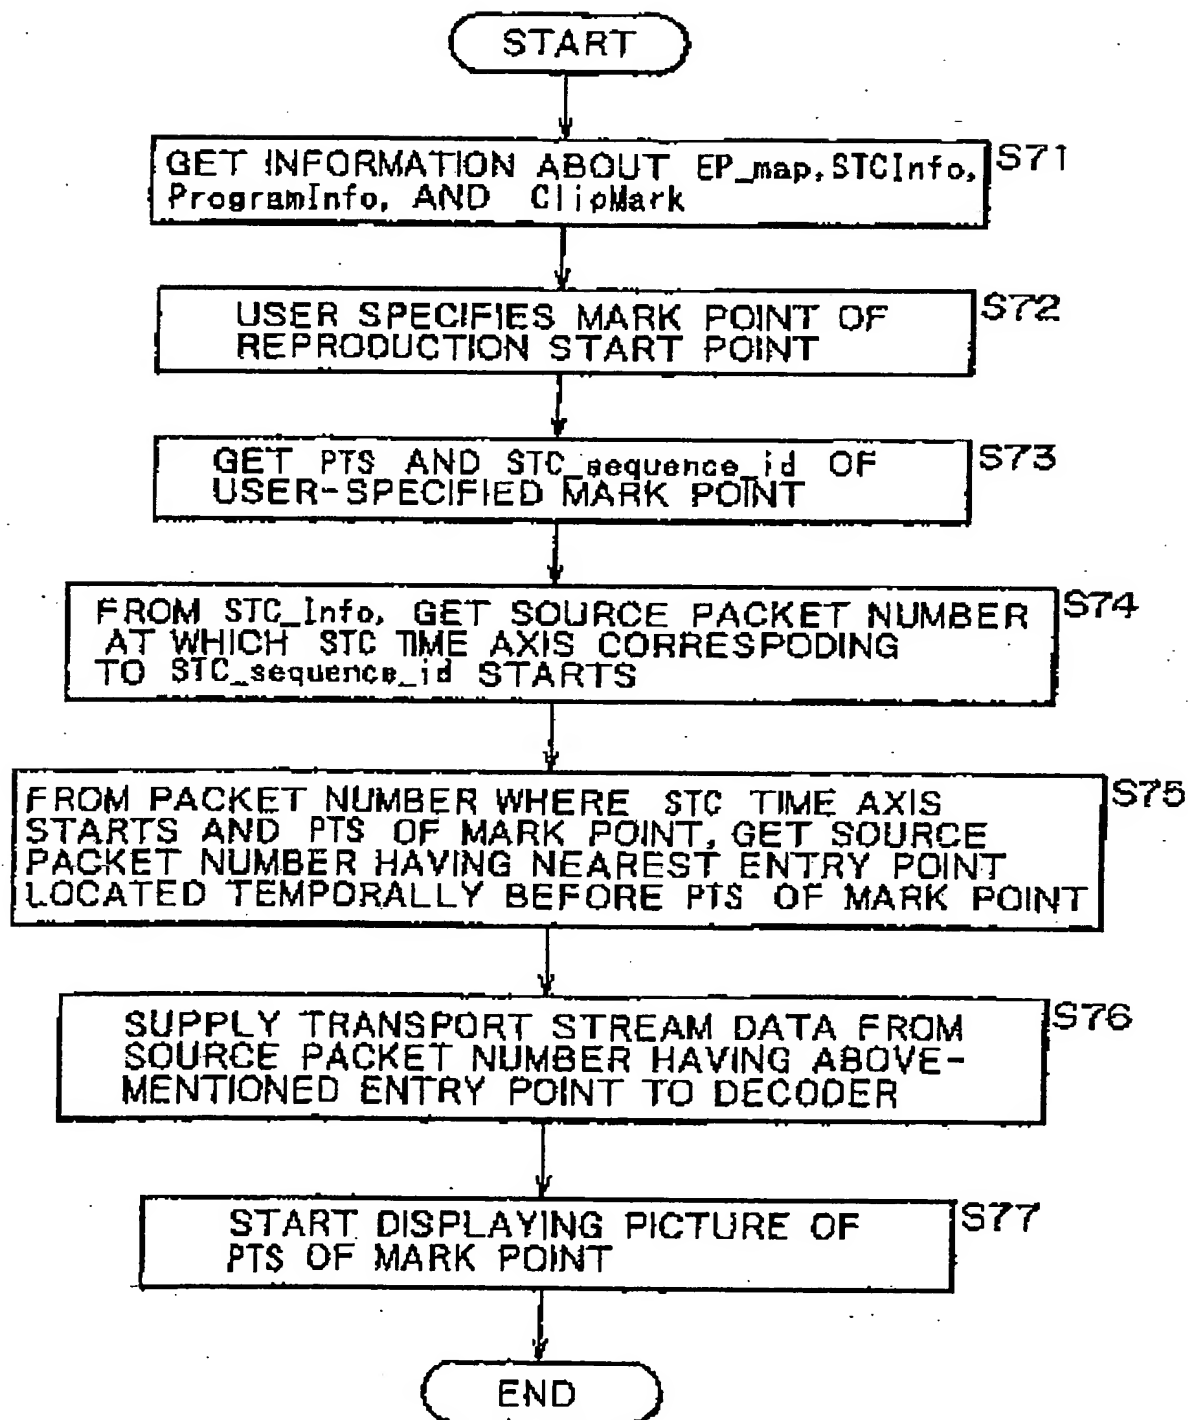 START
GET INFORMATION ABOUT EP_map, STCInfo,
ProgramInfo, AND ClipMark
S71
USER SPECIFIES MARK POINT OF
REPRODUCTION START POINT
S72
GET PTS AND STC_sequence_id OF
USER-SPECIFIED MARK POINT
S73
FROM STC_Info, GET SOURCE PACKET NUMBER
AT WHICH STC TIME AXIS CORRESPODING
TO STC_sequence_id STARTS
S74
FROM PACKET NUMBER WHERE STC TIME AXIS
STARTS AND PTS OF MARK POINT, GET SOURCE
PACKET NUMBER HAVING NEAREST ENTRY POINT
LOCATED TEMPORALLY BEFORE PTS OF MARK POINT
S75
SUPPLY TRANSPORT STREAM DATA FROM
SOURCE PACKET NUMBER HAVING ABOVE-
MENTIONED ENTRY POINT TO DECODER
S76
START DISPLAYING PICTURE OF
PTS OF MARK POINT
S77
END